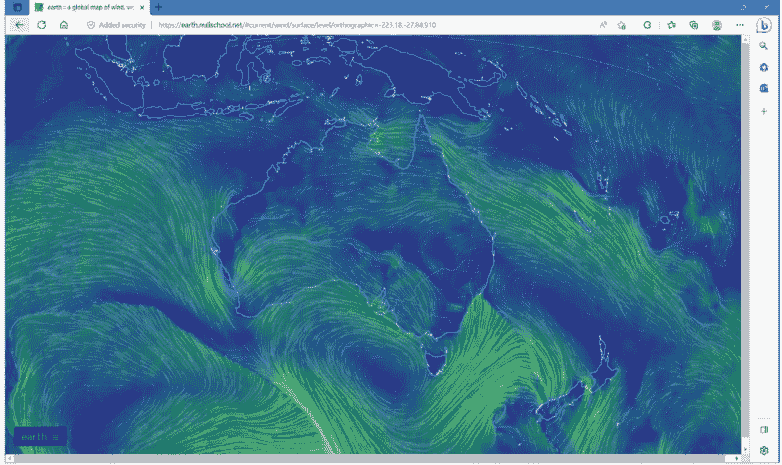 earth :: a global map of wind, we
Added security
https://earth.nullschool.net/#current/wind/surface/level/orthographic=-223.18,-27.84,910
earth